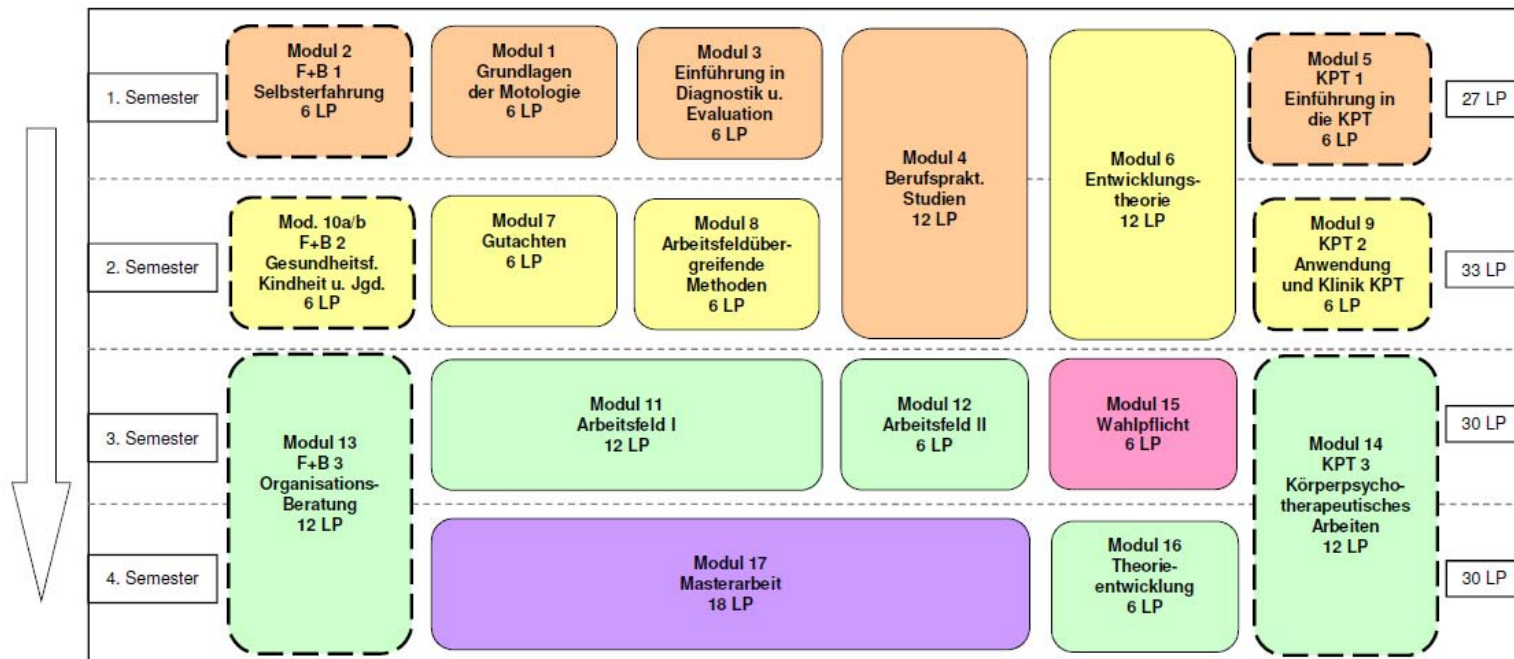 1. Semester
Modul 2
F+B 1
Selbsterfahrung
6 LP
Modul 1
Grundlagen
der Motologie
6 LP
Modul 3
Einführung in
Diagnostik u.
Evaluation
6 LP
Modul 4
Berufsprakt.
Studien
12 LP
Modul 6
Entwicklungs-
theorie
12 LP
Modul 5
KPT 1
Einführung in
die KPT
6 LP
27 LP
2. Semester
Mod. 10a/b
F+B 2
Gesundheitsf.
Kindheit u. Jgd.
6 LP
Modul 7
Gutachten
6 LP
Modul 8
Arbeitsfeldüber-
greifende
Methoden
6 LP
Modul 9
KPT 2
Anwendung
und Klinik KPT
6 LP
33 LP
3. Semester
Modul 13
F+B 3
Organisations-
Beratung
12 LP
Modul 11
Arbeitsfeld I
12 LP
Modul 12
Arbeitsfeld II
6 LP
Modul 15
Wahlpflicht
6 LP
Modul 14
KPT 3
Körperpsycho-
therapeutisches
Arbeiten
12 LP
30 LP
4. Semester
Modul 17
Masterarbeit
18 LP
Modul 16
Theorie-
entwicklung
6 LP
30 LP